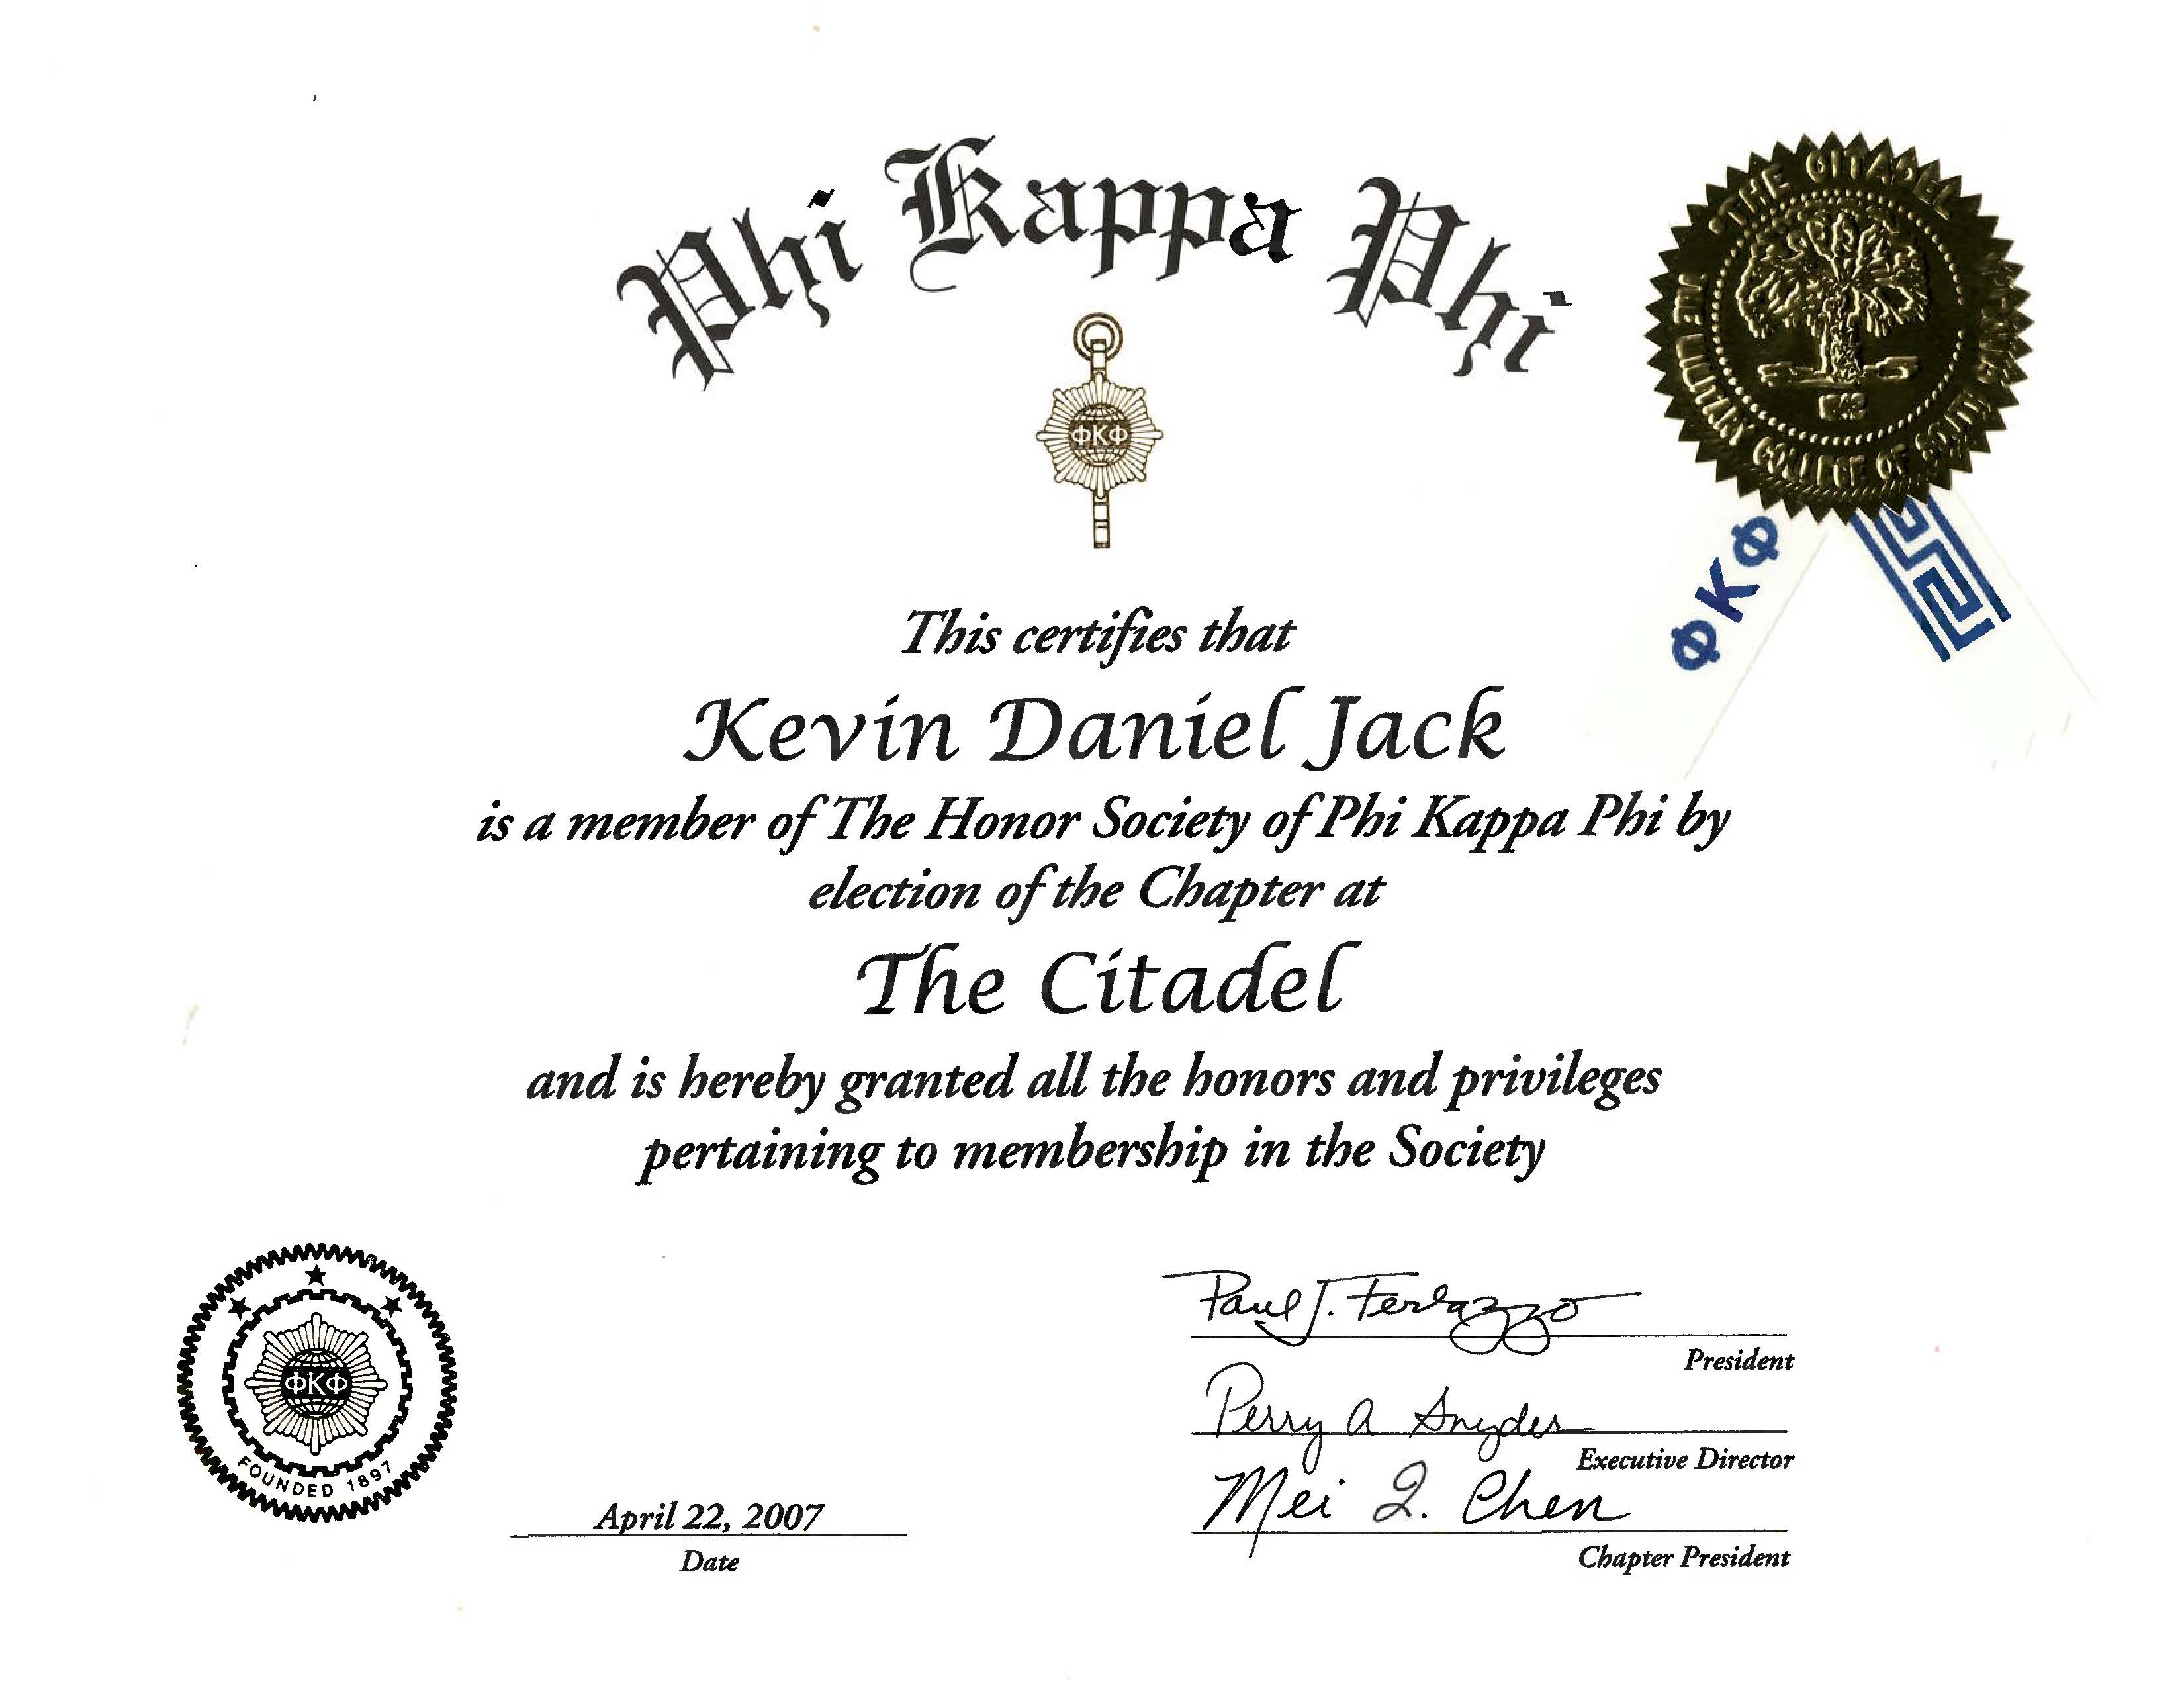 Phi Kappa Phi
THE CITADEL
THE MILITARY COLLEGE OF
ΦΚΦ
ΦΚΦ
This certifies that
Kevin Daniel Jack
is a member of The Honor Society of Phi Kappa Phi by
election of the Chapter at
The Citadel
and is hereby granted all the honors and privileges
pertaining to membership in the Society
ΦΚΦ
FOUNDED 1897
April 22, 2007
Date
Paul J. Ferlazzo
President
Perry A Snyder
Executive Director
Mei Q. Chen
Chapter President